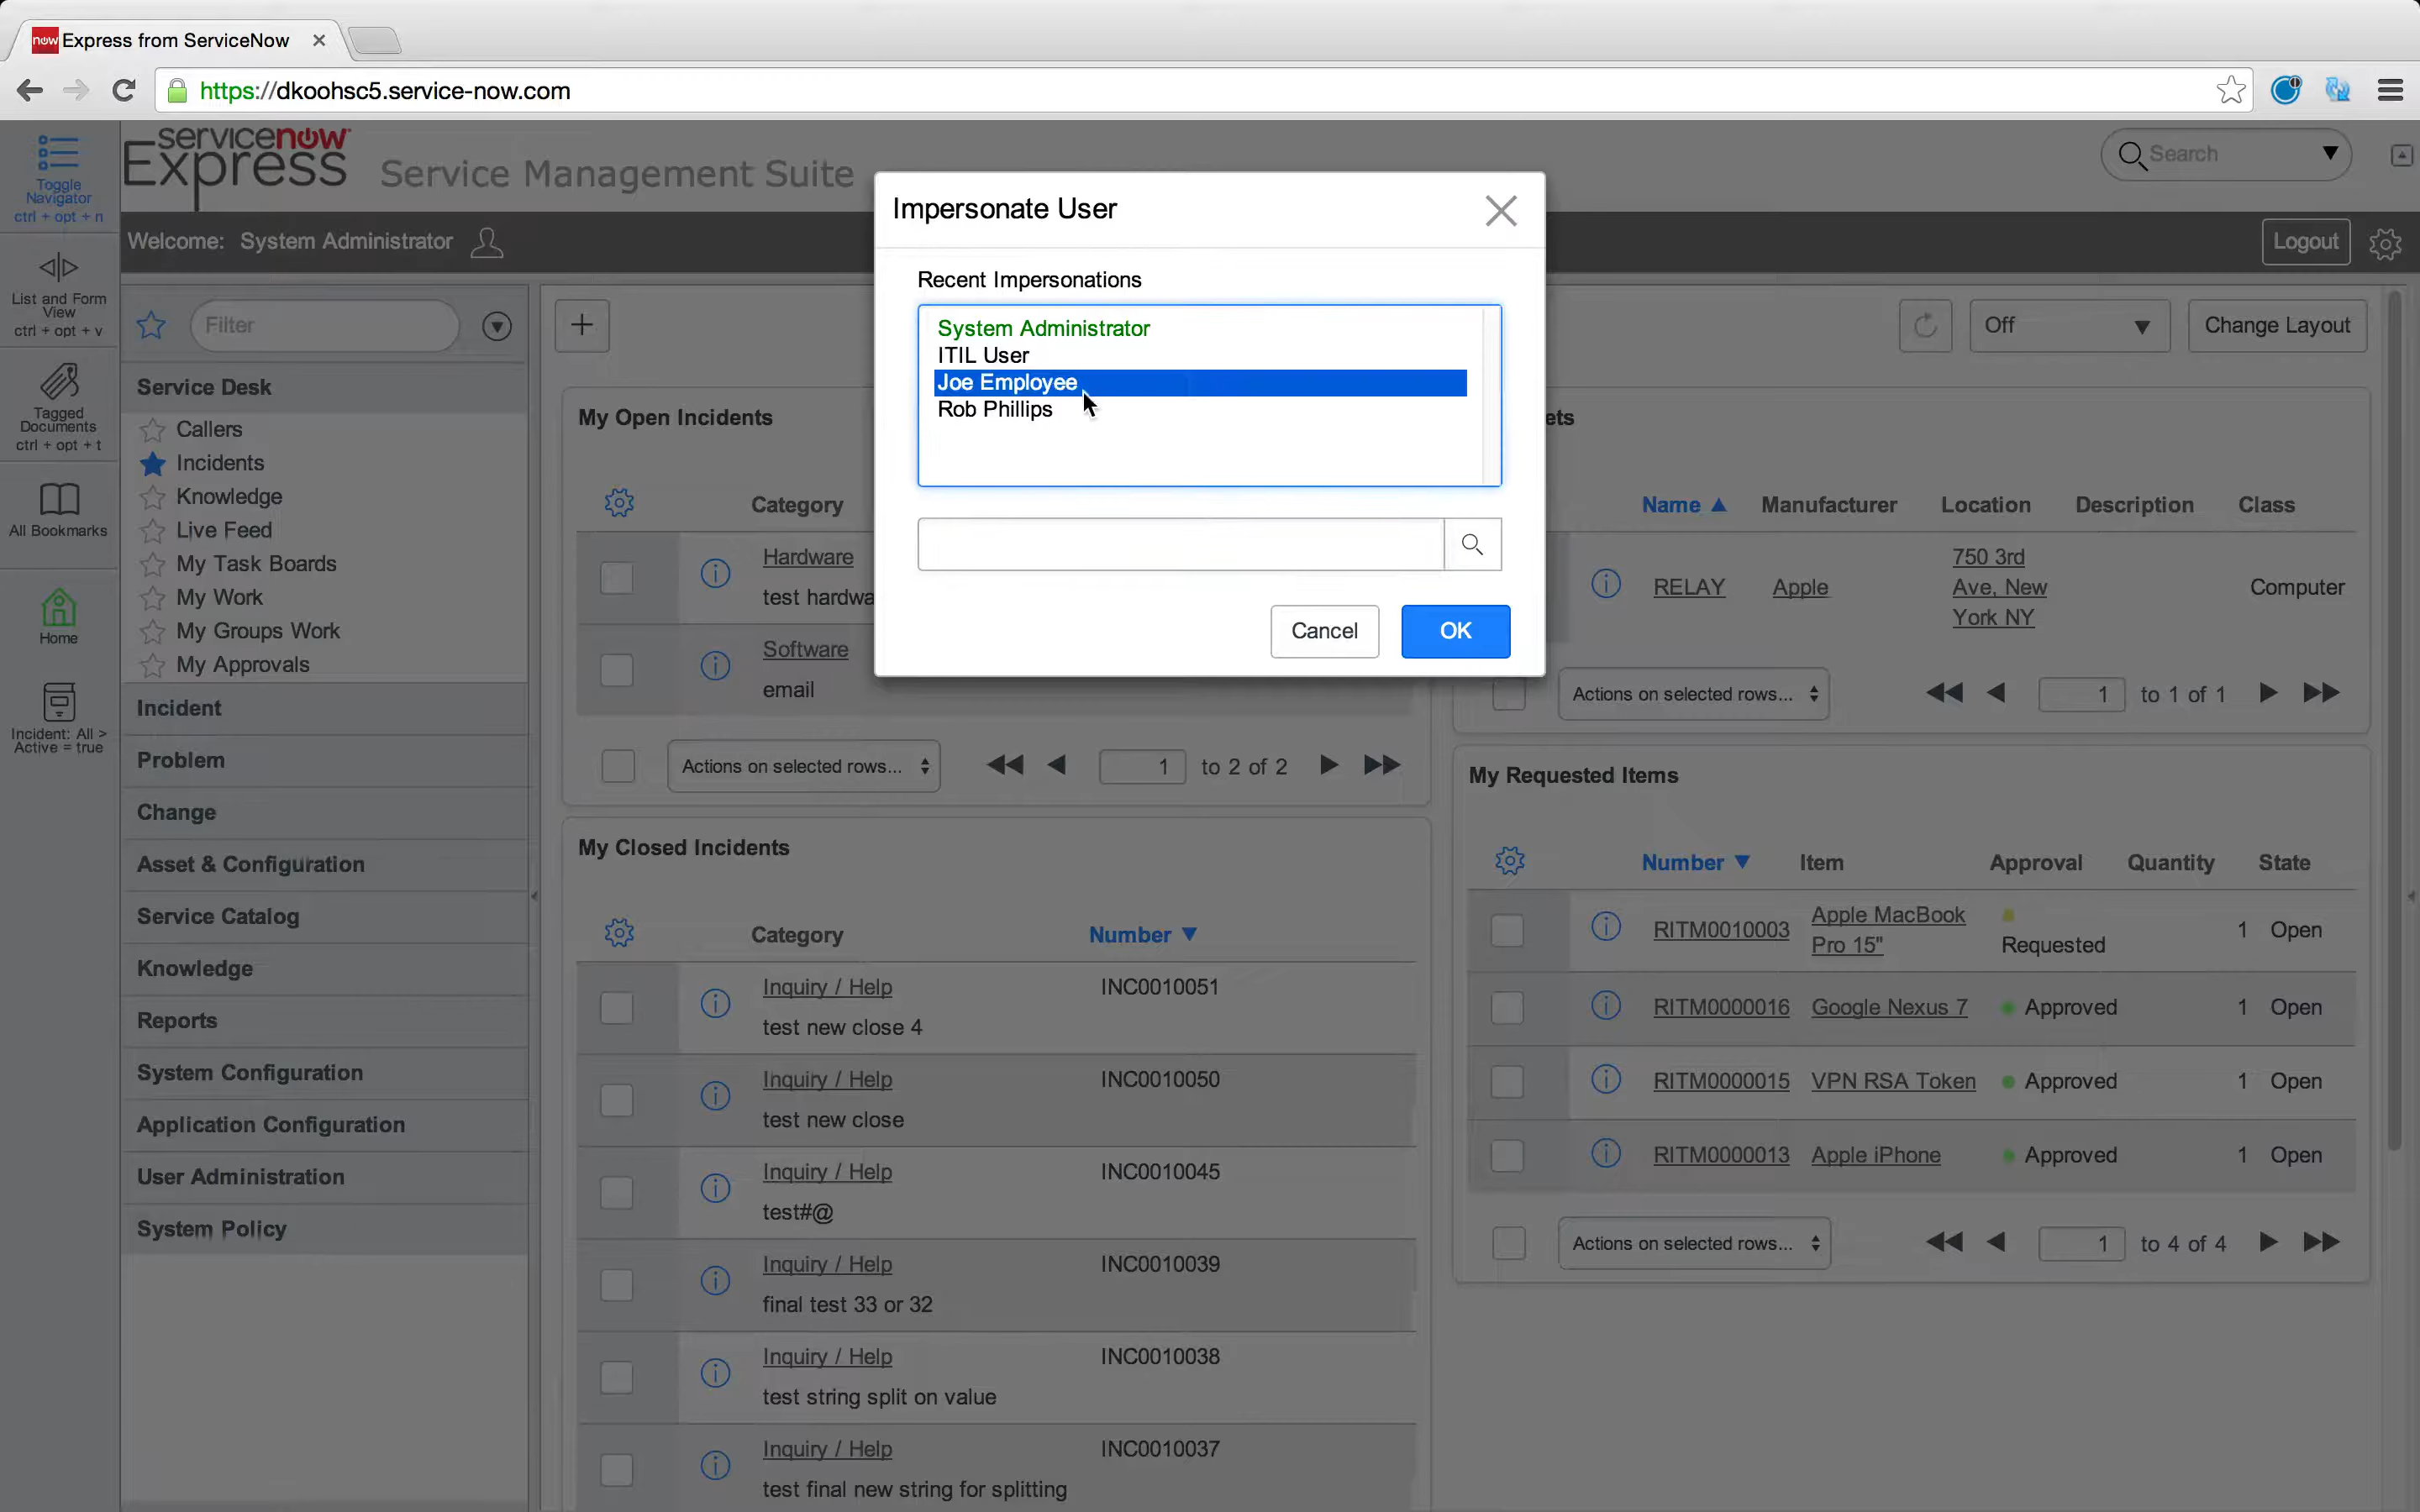 now Express from ServiceNow
https://dkoohsc5.service-now.com
Toggle
Navigator
ctrl + opt + n
List and Form
View
ctrl + opt + v
Tagged
Documents
ctrl + opt + t
All Bookmarks
Home
Incident: All >
Active = true
servicenow
Express
Service Management Suite
Search
Welcome: System Administrator
Logout
Filter
Service Desk
Callers
Incidents
Knowledge
Live Feed
My Task Boards
My Work
My Groups Work
My Approvals
Incident
Problem
Change
Asset & Configuration
Service Catalog
Knowledge
Reports
System Configuration
Application Configuration
User Administration
System Policy
Impersonate User
Recent Impersonations
System Administrator
ITIL User
Joe Employee
Rob Phillips
Cancel
OK
Off
Change Layout
My Open Incidents
Category
Hardware
test hardwa
Software
email
Actions on selected rows...
1 to 2 of 2
My Closed Incidents
Category Number
Inquiry / Help INC0010051
test new close 4
Inquiry / Help INC0010050
test new close
Inquiry / Help INC0010045
test#@
Inquiry / Help INC0010039
final test 33 or 32
Inquiry / Help INC0010038
test string split on value
Inquiry / Help INC0010037
test final new string for splitting
ets
Name Manufacturer Location Description Class
RELAY Apple 750 3rd
Ave, New
York NY
Computer
Actions on selected rows...
1 to 1 of 1
My Requested Items
Number Item Approval Quantity State
RITM0010003 Apple MacBook
Pro 15" Requested 1 Open
RITM0000016 Google Nexus 7 Approved 1 Open
RITM0000015 VPN RSA Token Approved 1 Open
RITM0000013 Apple iPhone Approved 1 Open
Actions on selected rows...
1 to 4 of 4